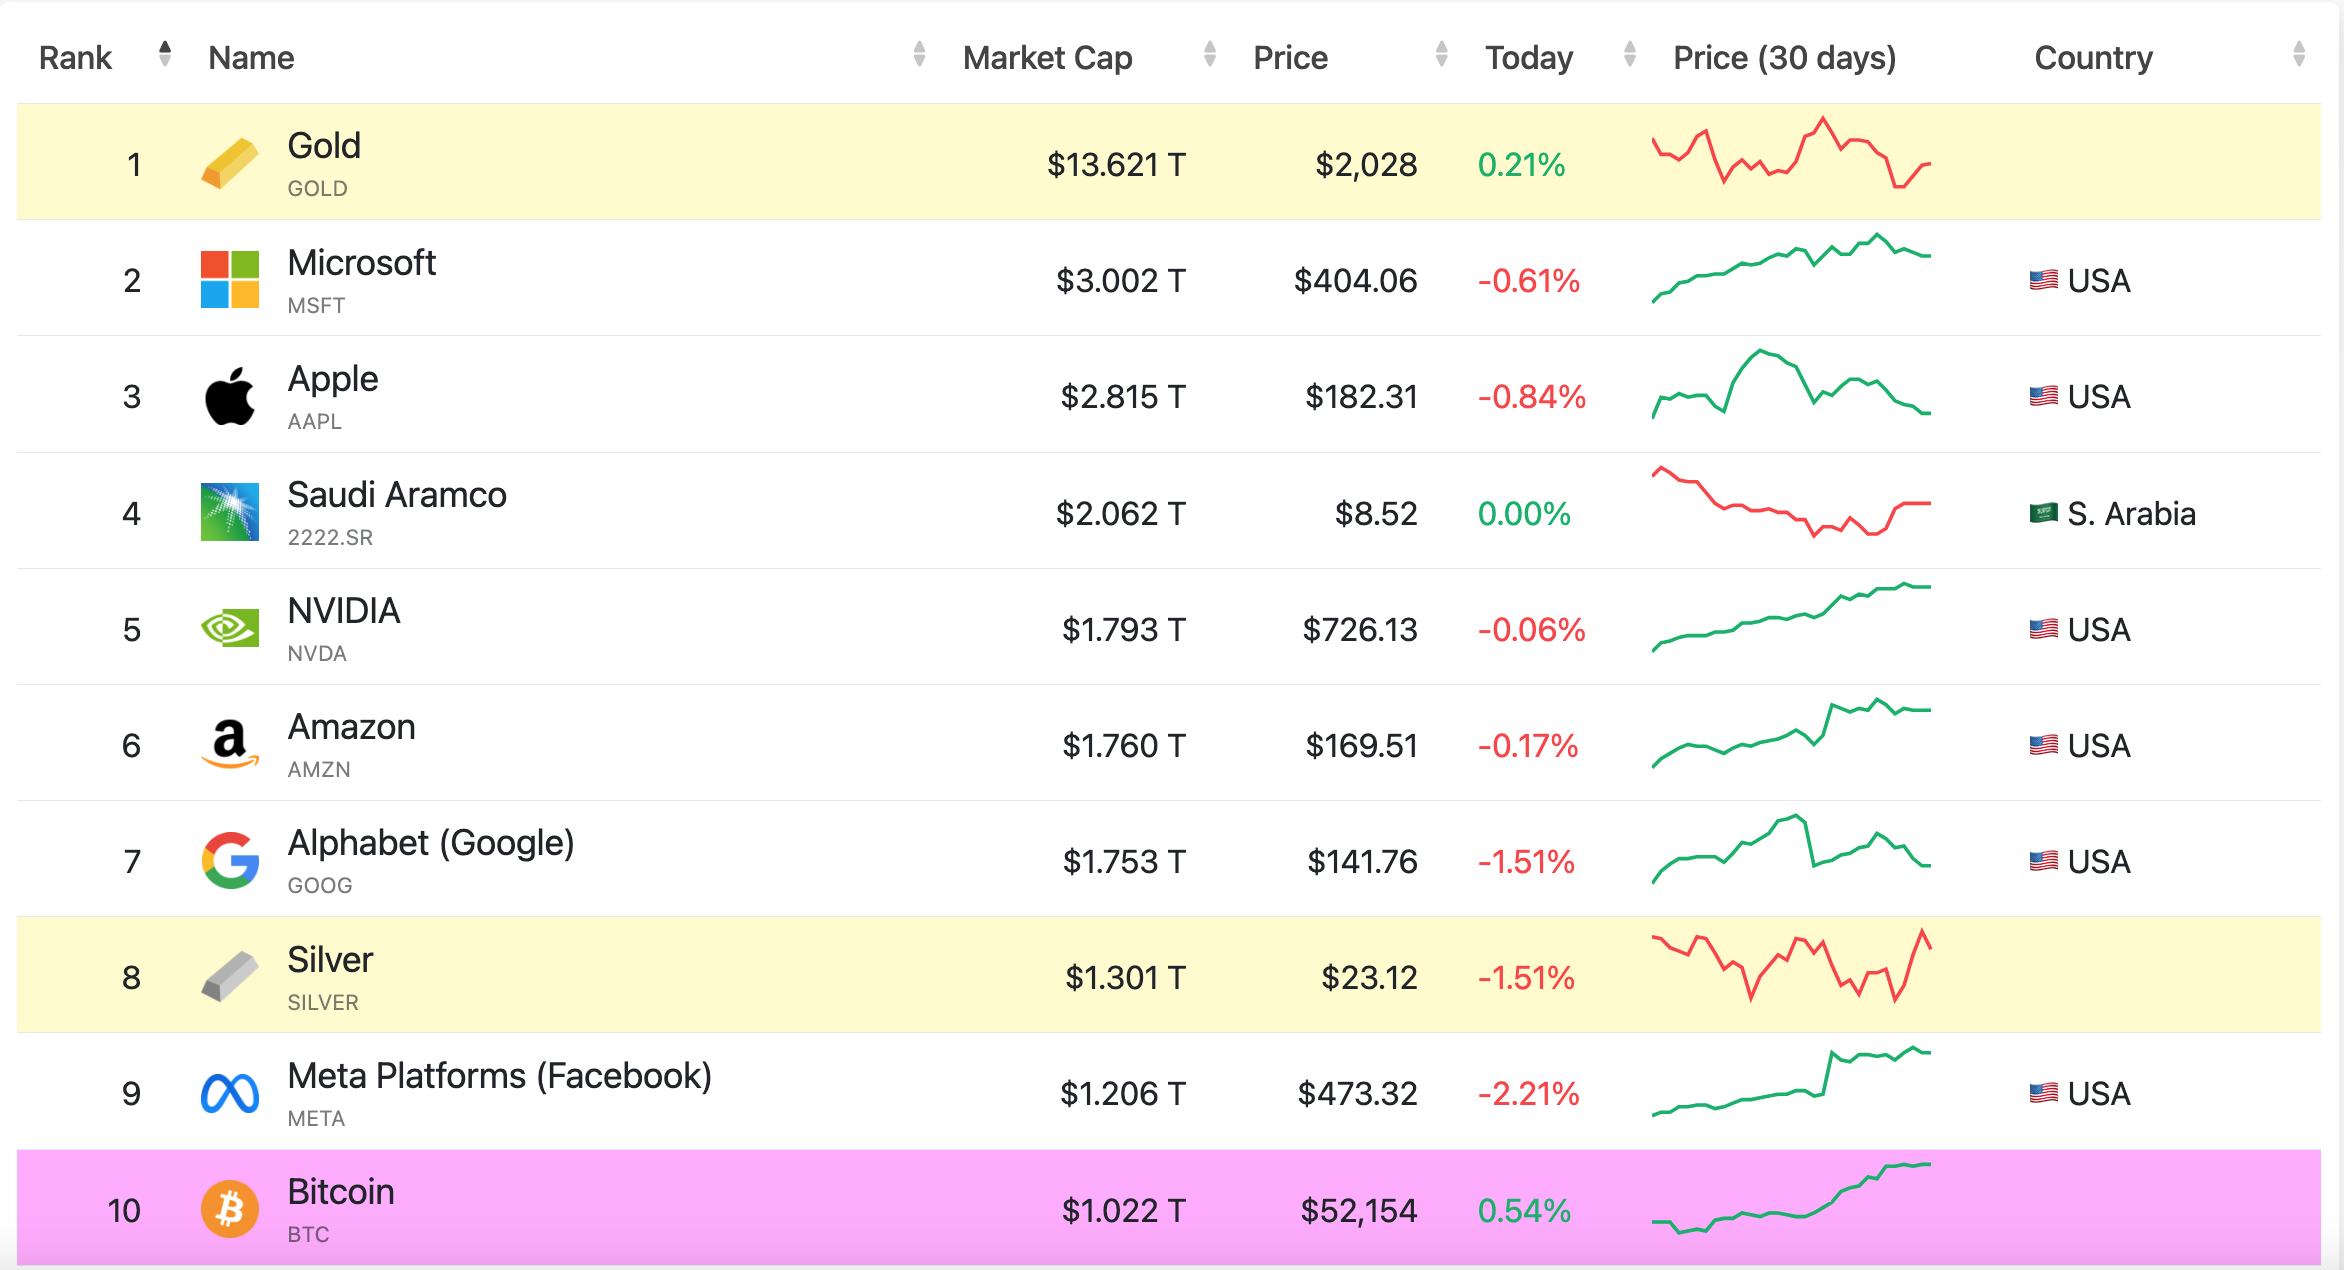 Rank Name Market Cap Price Today Price (30 days) Country
1 Gold $13.621 T $2,028 0.21%
GOLD
2 Microsoft $3.002 T $404.06 -0.61% USA
MSFT
3 Apple $2.815 T $182.31 -0.84% USA
AAPL
4 Saudi Aramco $2.062 T $8.52 0.00% S. Arabia
2222.SR
5 NVIDIA $1.793 T $726.13 -0.06% USA
NVDA
6 Amazon $1.760 T $169.51 -0.17% USA
AMZN
7 Alphabet (Google) $1.753 T $141.76 -1.51% USA
GOOG
8 Silver $1.301 T $23.12 -1.51%
SILVER
9 Meta Platforms (Facebook) $1.206 T $473.32 -2.21% USA
META
10 Bitcoin $1.022 T $52,154 0.54%
BTC